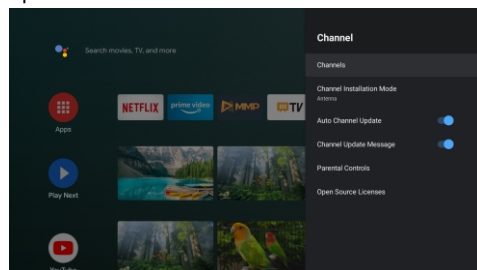 Search movies, TV, and more
Apps
NETFLIX
prime video
MMP
TV
Play Next
YouTube
Channel
Channels
Channel Installation Mode
Antenna
Auto Channel Update
Channel Update Message
Parental Controls
Open Source Licenses